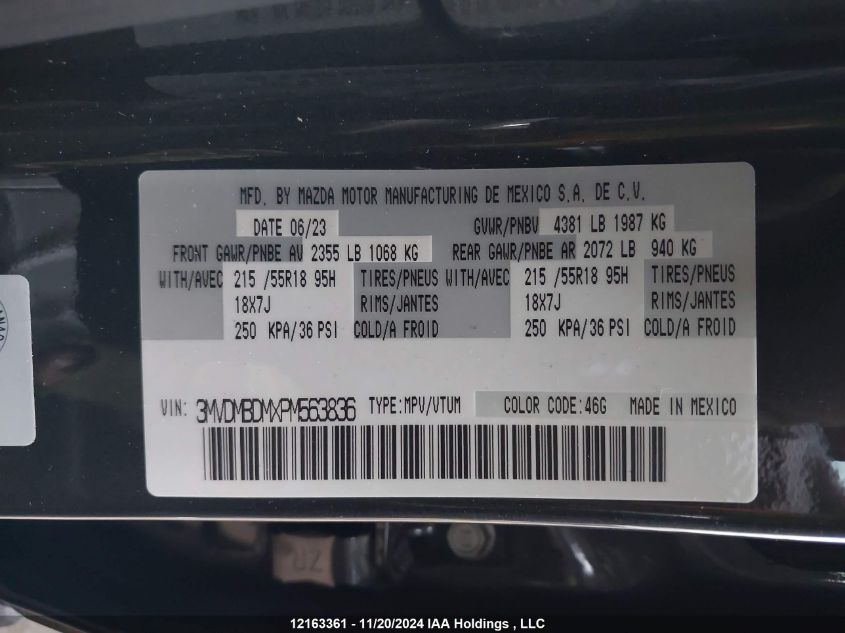 MFD. BY MAZDA MOTOR MANUFACTURING DE MEXICO S.A. DE C.V.
DATE 06/23 GVWR/PNBV 4381 LB 1987 KG
FRONT GAWR/PNBE AV 2355 LB 1068 KG REAR GAWR/PNBE AR 2072 LB 940 KG
WITH/AVEC 215 /55R18 95H TIRES/PNEUS WITH/AVEC 215 /55R18 95H TIRES/PNEUS
18X7J RIMS/JANTES 18X7J RIMS/JANTES
250 KPA/36 PSI COLD/A FROID 250 KPA/36 PSI COLD/A FROID
VIN: 3MVDMBDMXPM563836 TYPE:MPV/VTUM COLOR CODE:46G MADE IN MEXICO
12163361 - 11/20/2024 IAA Holdings , LLC